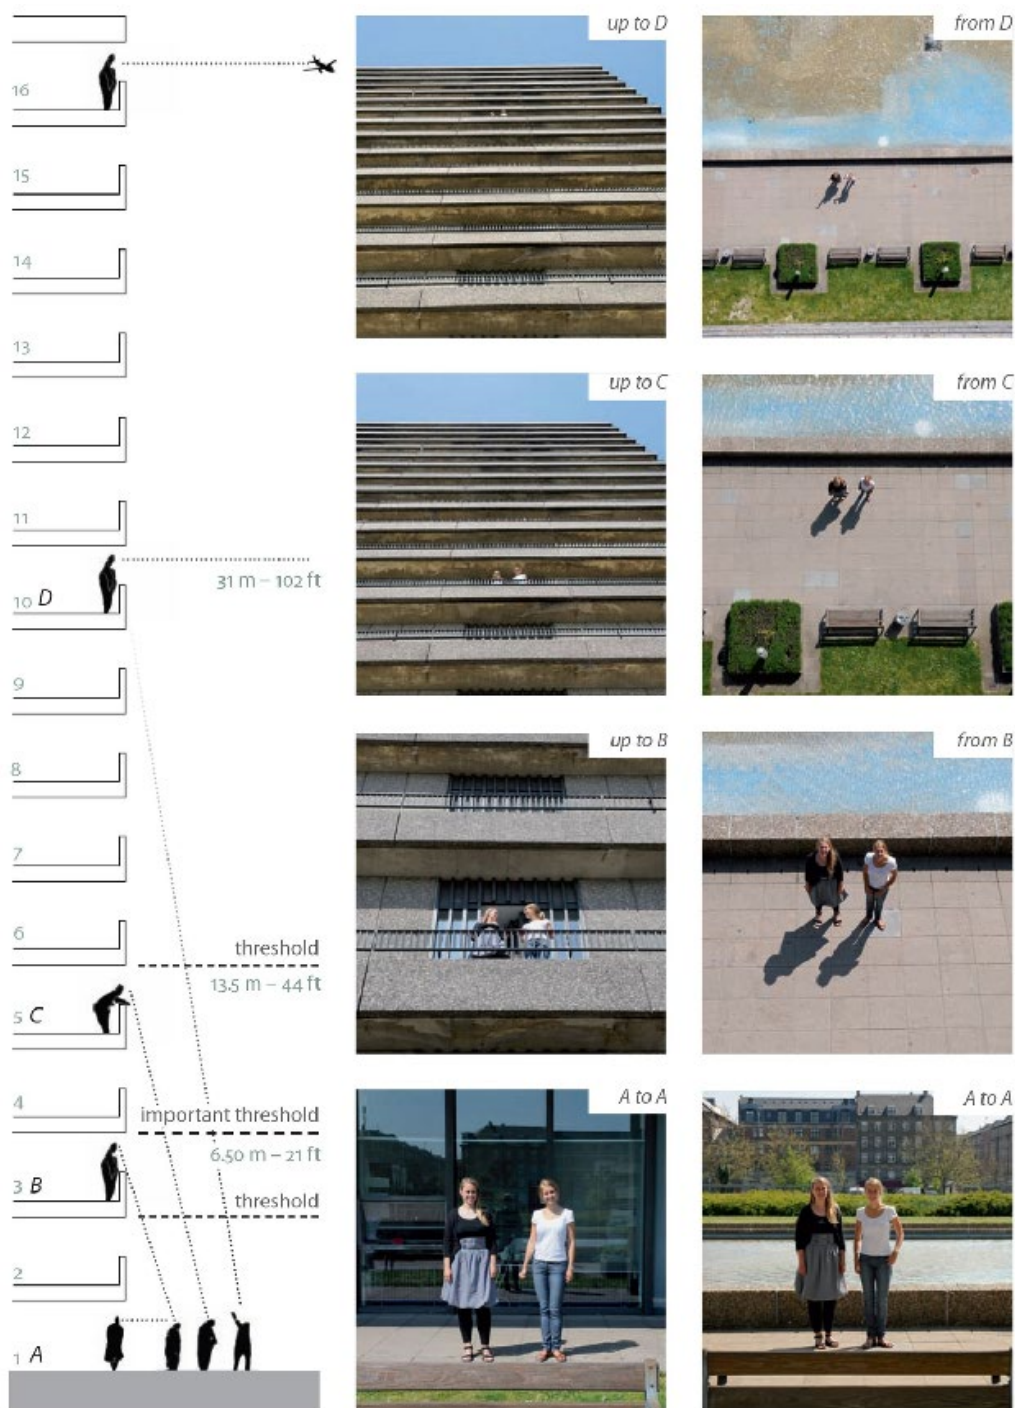 up to D
from D
16
15
14
13
12
up to C
from C
11
31 m – 102 ft
10 D
9
up to B
from B
8
7
6
threshold
13.5 m – 44 ft
5 C
4
important threshold
A to A
A to A
6.50 m – 21 ft
3 B
threshold
2
1 A